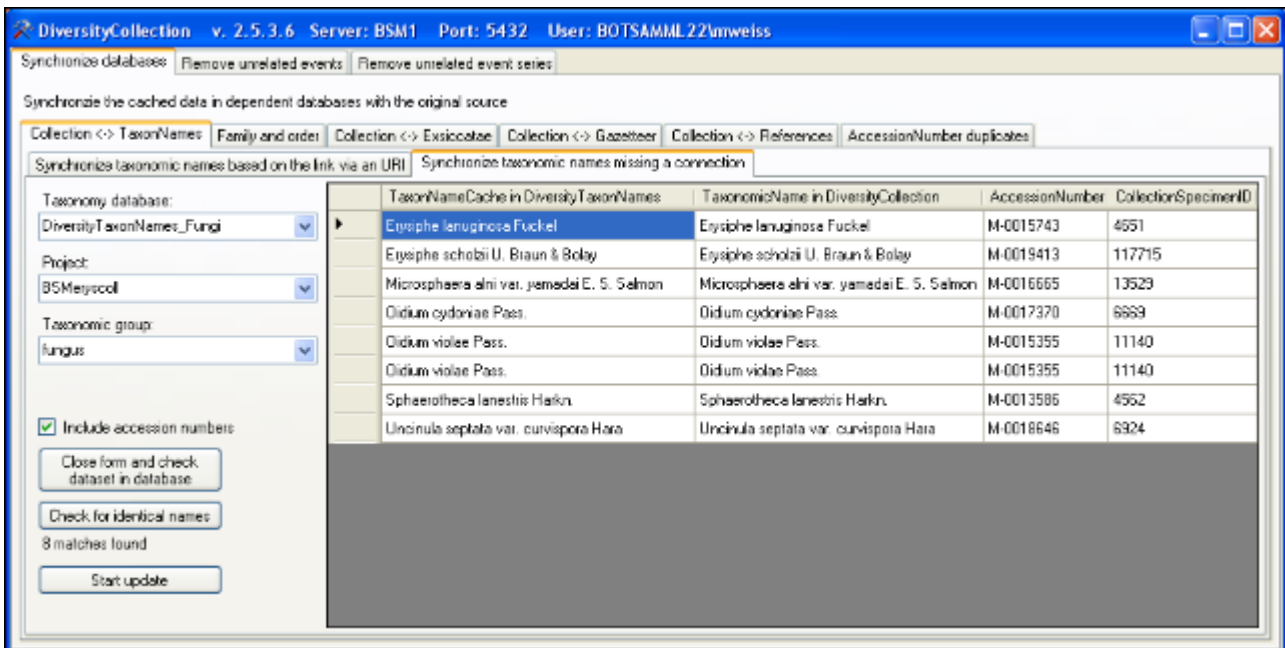 DiversityCollection v. 2.5.3.6 Server: BSM1 Port: 5432 User: BOTSAMML22\mweiss
Synchronize databases Remove unrelated events Remove unrelated event series
Synchronzie the cached data in dependent databases with the original source
Collection <-> TaxonNames Family and order Collection <-> Exsiccatae Collection <-> Gazetteer Collection <-> References AccessionNumber duplicates
Synchronize taxonomic names based on the link via an URI Synchronize taxonomic names missing a connection
Taxonomy database:
DiversityTaxonNames_Fungi
Project:
BSMeryscoll
Taxonomic group:
fungus
Include accession numbers
Close form and check
dataset in database
Check for identical names
8 matches found
Start update
TaxonNameCache in DiversityTaxonNames TaxonomicName in DiversityCollection AccessionNumber CollectionSpecimenID
Erysiphe lanuginosa Fuckel Erysiphe lanuginosa Fuckel M-0015743 4651
Erysiphe scholzii U. Braun & Bolay Erysiphe scholzii U. Braun & Bolay M-0019413 117715
Microsphaera alni var. yamadai E. S. Salmon Microsphaera alni var. yamadai E. S. Salmon M-0016665 13529
Oidium cydoniae Pass. Oidium cydoniae Pass. M-0017370 6669
Oidium violae Pass. Oidium violae Pass. M-0015355 11140
Oidium violae Pass. Oidium violae Pass. M-0015355 11140
Sphaerotheca lanestris Harkn. Sphaerotheca lanestris Harkn. M-0013586 4562
Uncinula septata var. curvispora Hara Uncinula septata var. curvispora Hara M-0018646 6924